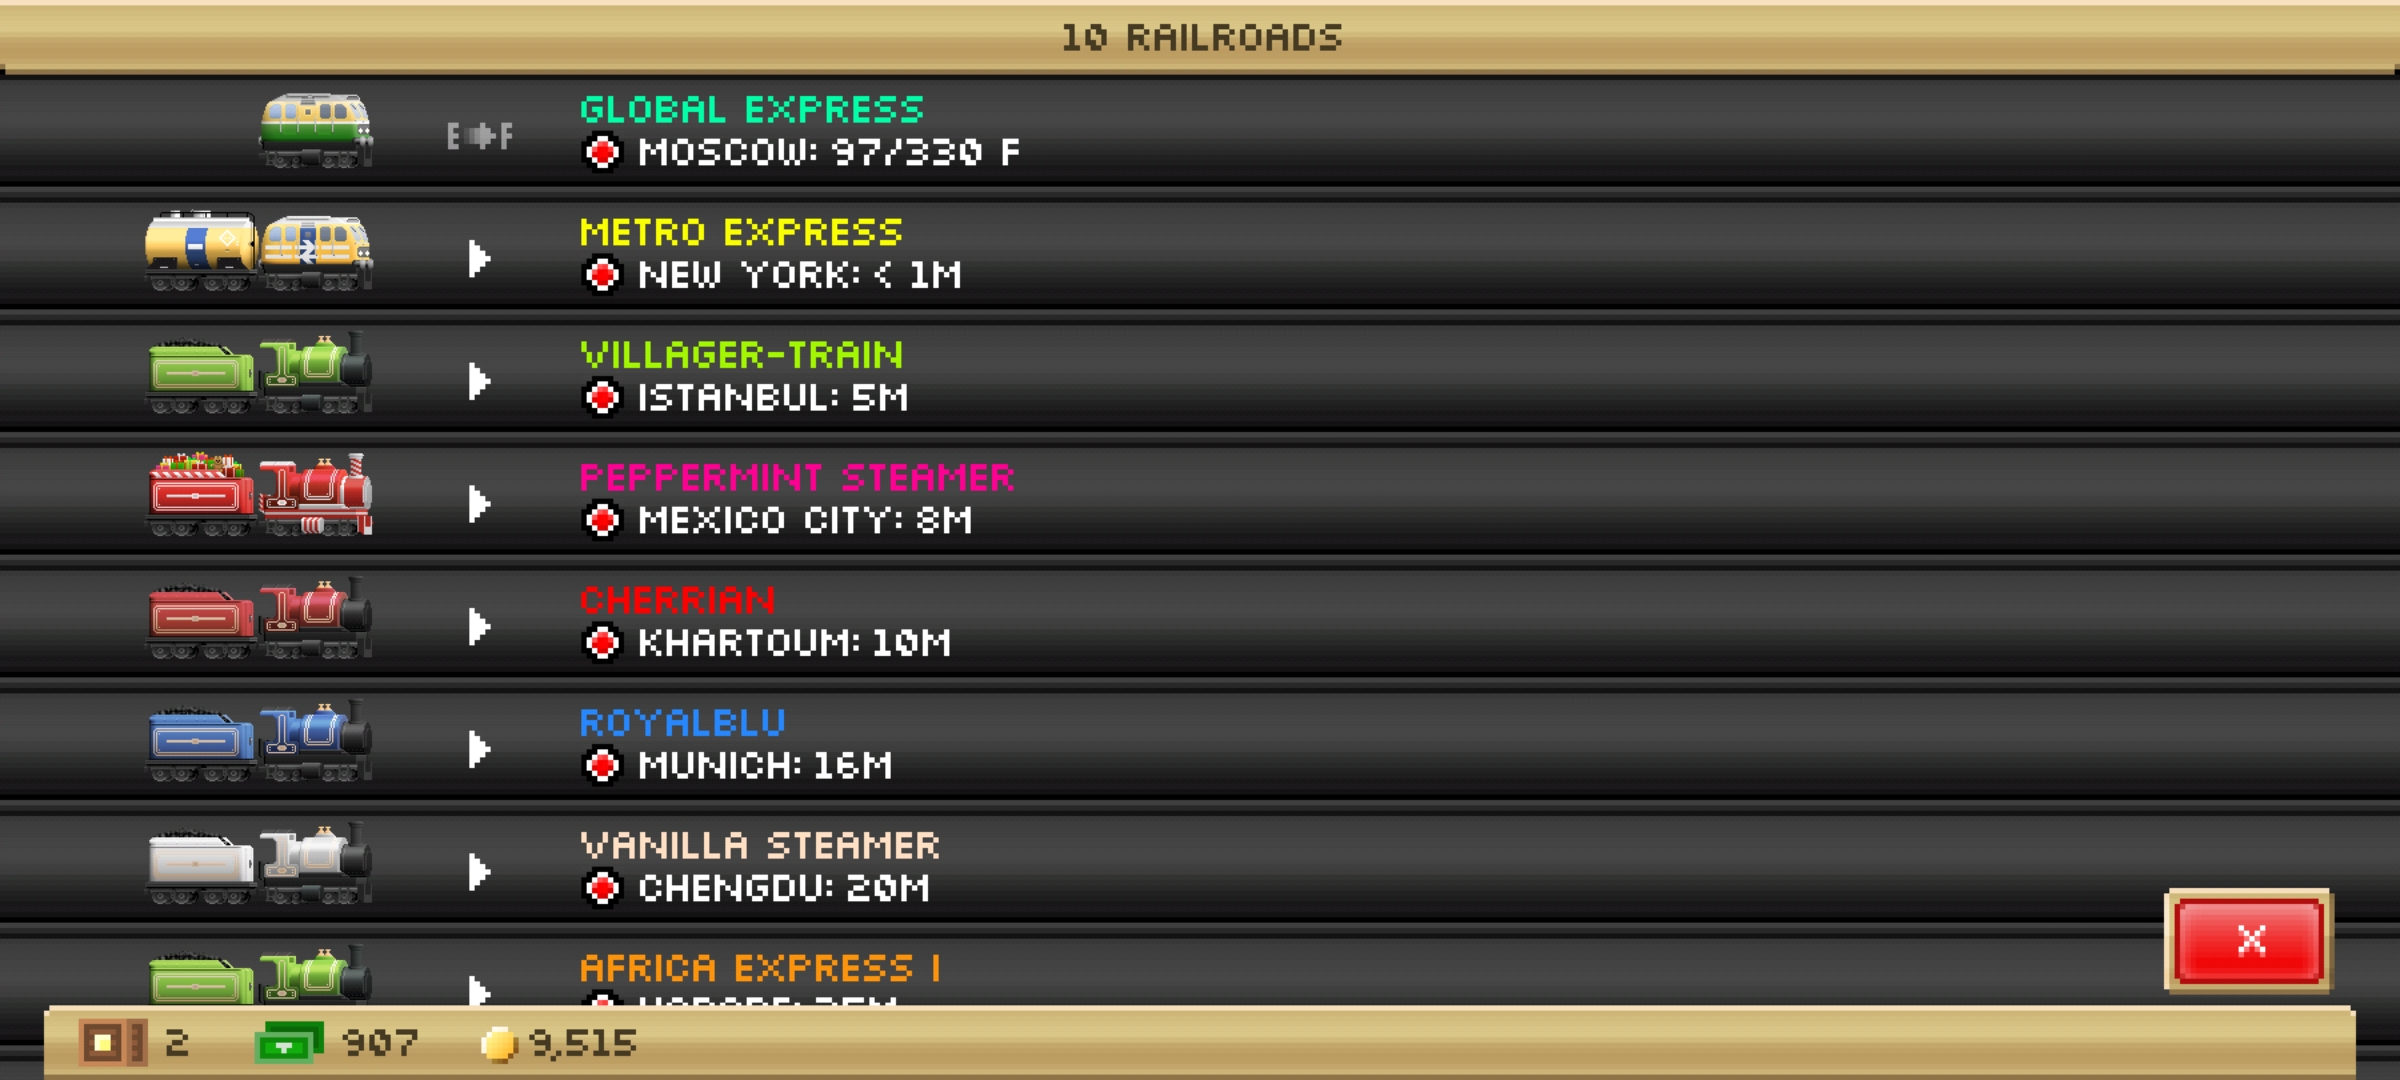 10 RAILROADS
GLOBAL EXPRESS
E F
MOSCOW: 97/330 F
METRO EXPRESS
NEW YORK: < 1M
VILLAGER-TRAIN
ISTANBUL: 5M
PEPPERMINT STEAMER
MEXICO CITY: 8M
CHERRIAN
KHARTOUM: 10M
ROYALBLU
MUNICH: 16M
VANILLA STEAMER
CHENGDU: 20M
AFRICA EXPRESS I
X
2 907 9,515